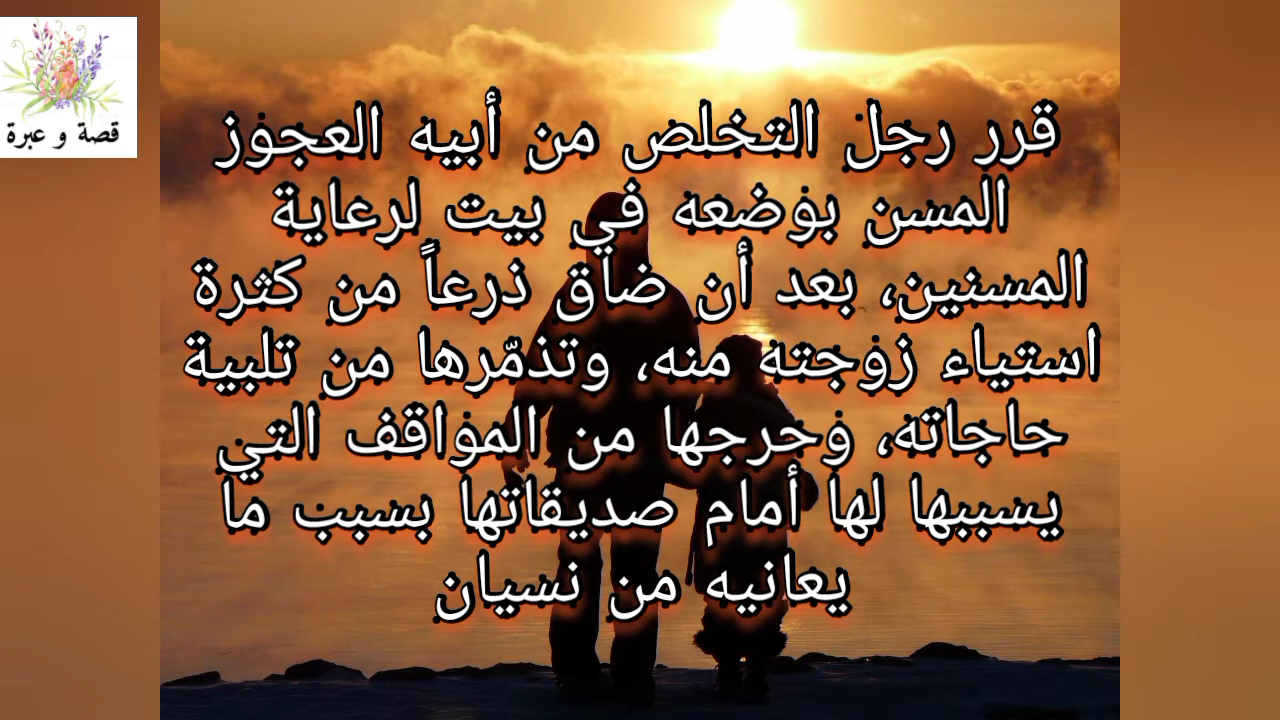 قصة و عبرة
قرر رجل التخلص من أبيه العجوز
المسن بوضعه في بيت لرعاية
المسنين، بعد أن ضاق ذرعاً من كثرة
استياء زوجته منه، وتذمّرها من تلبية
حاجاته، وحرجها من المواقف التي
يسببها لها أمام صديقاتها بسبب ما
يعانيه من نسيان